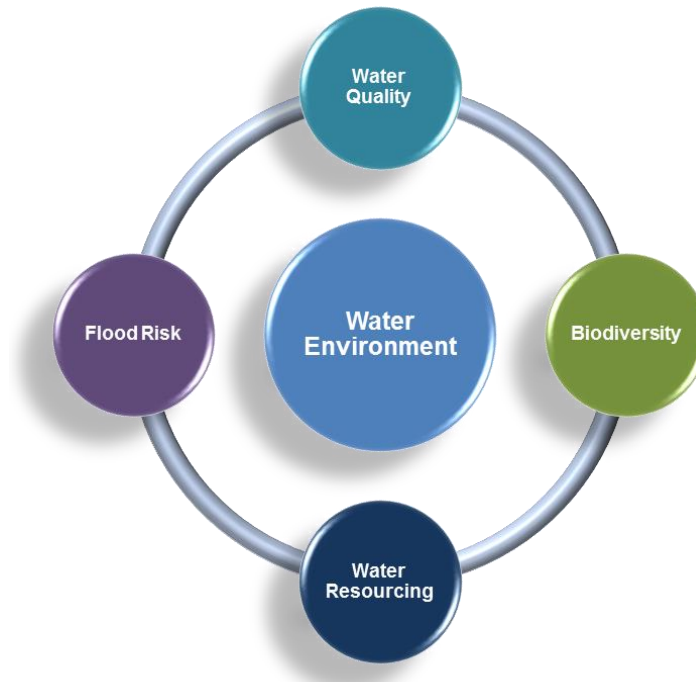 Water
Quality
Flood Risk
Water
Environment
Biodiversity
Water
Resourcing